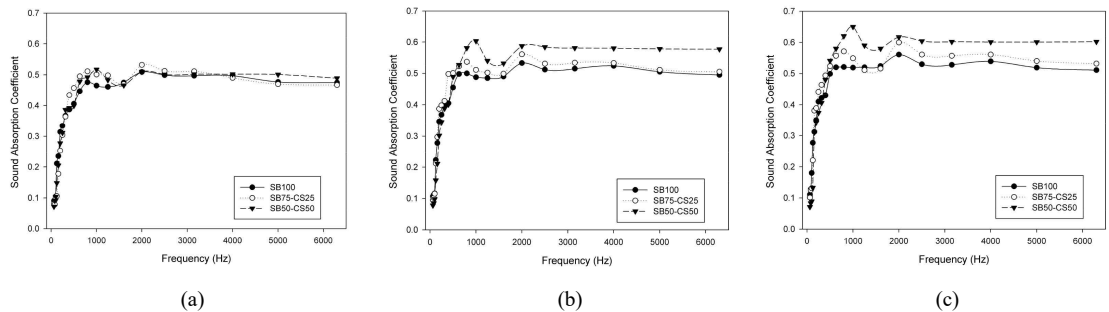 0.7
0.6
0.5
0.4
0.3
0.2
0.1
0.0
Sound Absorption Coefficient
SB100
SB75-CS25
SB50-CS50
0 1000 2000 3000 4000 5000 6000
Frequency (Hz)
(a)
0.7
0.6
0.5
0.4
0.3
0.2
0.1
0.0
Sound Absorption Coefficient
SB100
SB75-CS25
SB50-CS50
0 1000 2000 3000 4000 5000 6000
Frequency (Hz)
(b)
0.7
0.6
0.5
0.4
0.3
0.2
0.1
0.0
Sound Absorption Coefficient
SB100
SB75-CS25
SB50-CS50
0 1000 2000 3000 4000 5000 6000
Frequency (Hz)
(c)